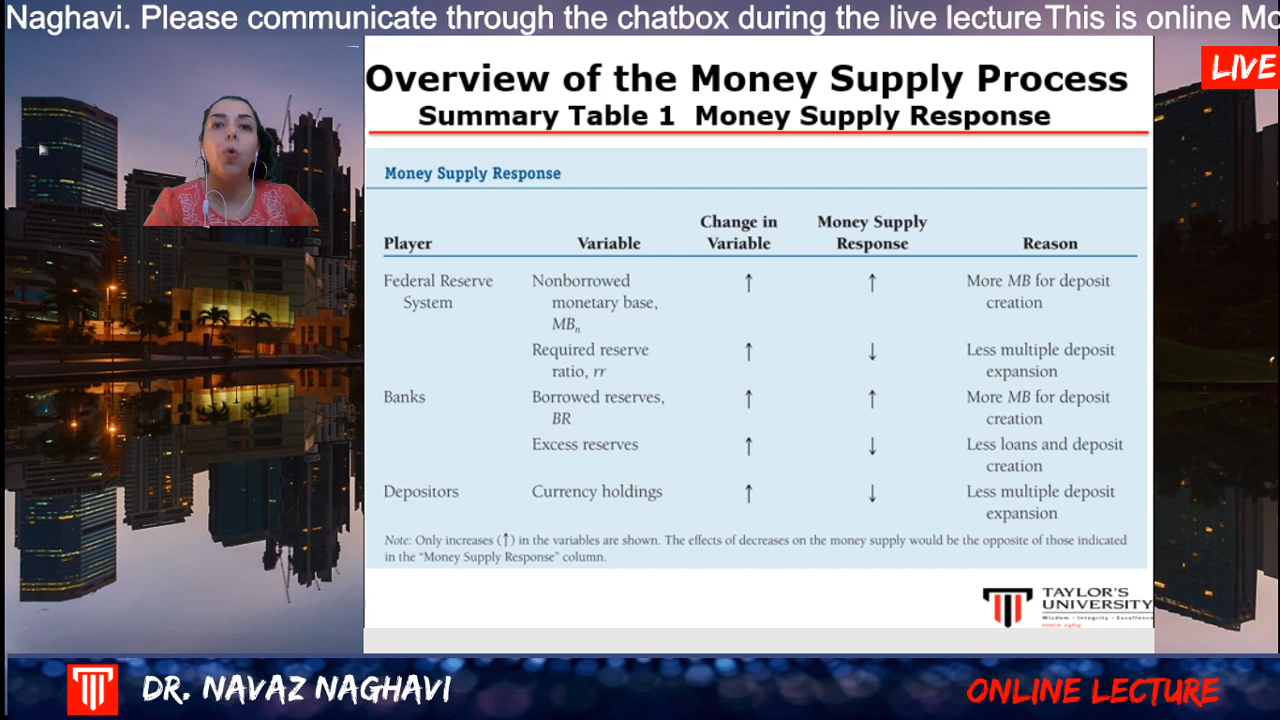 Naghavi. Please communicate through the chatbox during the live lecture This is online Mo
LIVE
Overview of the Money Supply Process
Summary Table 1 Money Supply Response
Money Supply Response
Player
Variable
Change in
Variable
Money Supply
Response
Reason
Federal Reserve
System
Nonborrowed
monetary base,
MBn
↑
↑
More MB for deposit
creation
Required reserve
ratio, rr
↑
↓
Less multiple deposit
expansion
Banks
Borrowed reserves,
BR
↑
↑
More MB for deposit
creation
Excess reserves
↑
↓
Less loans and deposit
creation
Depositors
Currency holdings
↑
↓
Less multiple deposit
expansion
Note: Only increases (↑) in the variables are shown. The effects of decreases on the money supply would be the opposite of those indicated
in the “Money Supply Response” column.
TAYLOR'S
UNIVERSITY
Wisdom · Integrity · Excellence
DR. NAVAZ NAGHAVI
ONLINE LECTURE